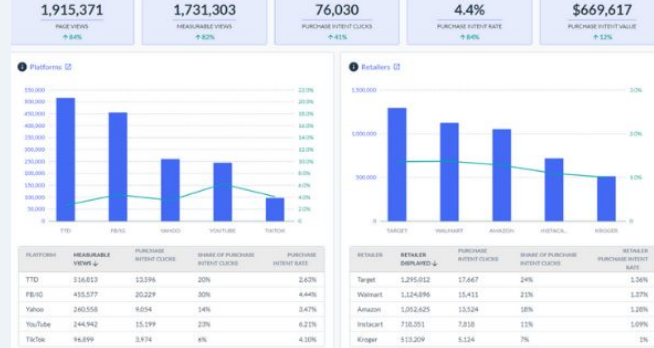 1,915,371 1,731,303 76,030 4.4% $669,617
PAGE VIEWS MEASURABLE VIEWS PURCHASE INTENT CLICKS PURCHASE INTENT RATE PURCHASE INTENT VALUE
↑ 84% ↑ 82% ↑ 41% ↑ 84% ↑ 12%
Platforms
550,000 22.0%
500,000 20.0%
450,000 18.0%
400,000 16.0%
350,000 14.0%
300,000 12.0%
250,000 10.0%
200,000 8.0%
150,000 6.0%
100,000 4.0%
50,000 2.0%
0 0
TTD FB/IG YAHOO YOUTUBE TIKTOK
PLATFORM MEASURABLE VIEWS ↓ PURCHASE INTENT CLICKS SHARE OF PURCHASE INTENT CLICKS PURCHASE INTENT RATE
TTD 516,813 13,596 20% 2.63%
FB/IG 455,577 20,229 30% 4.44%
Yahoo 260,558 9,054 14% 3.47%
YouTube 244,942 15,199 23% 6.21%
TikTok 96,899 3,974 6% 4.10%
Retailers
1,500,000 3.0%
1,000,000 2.0%
500,000 1.0%
0 0
TARGET WALMART AMAZON INSTACA... KROGER
RETAILER RETAILER DISPLAYED ↓ PURCHASE INTENT CLICKS SHARE OF PURCHASE INTENT CLICKS RETAILER PURCHASE INTENT RATE
Target 1,295,012 17,667 24% 1.36%
Walmart 1,124,896 15,411 21% 1.37%
Amazon 1,052,625 13,524 18% 1.28%
Instacart 718,351 7,818 11% 1.09%
Kroger 513,209 5,124 7% 1%